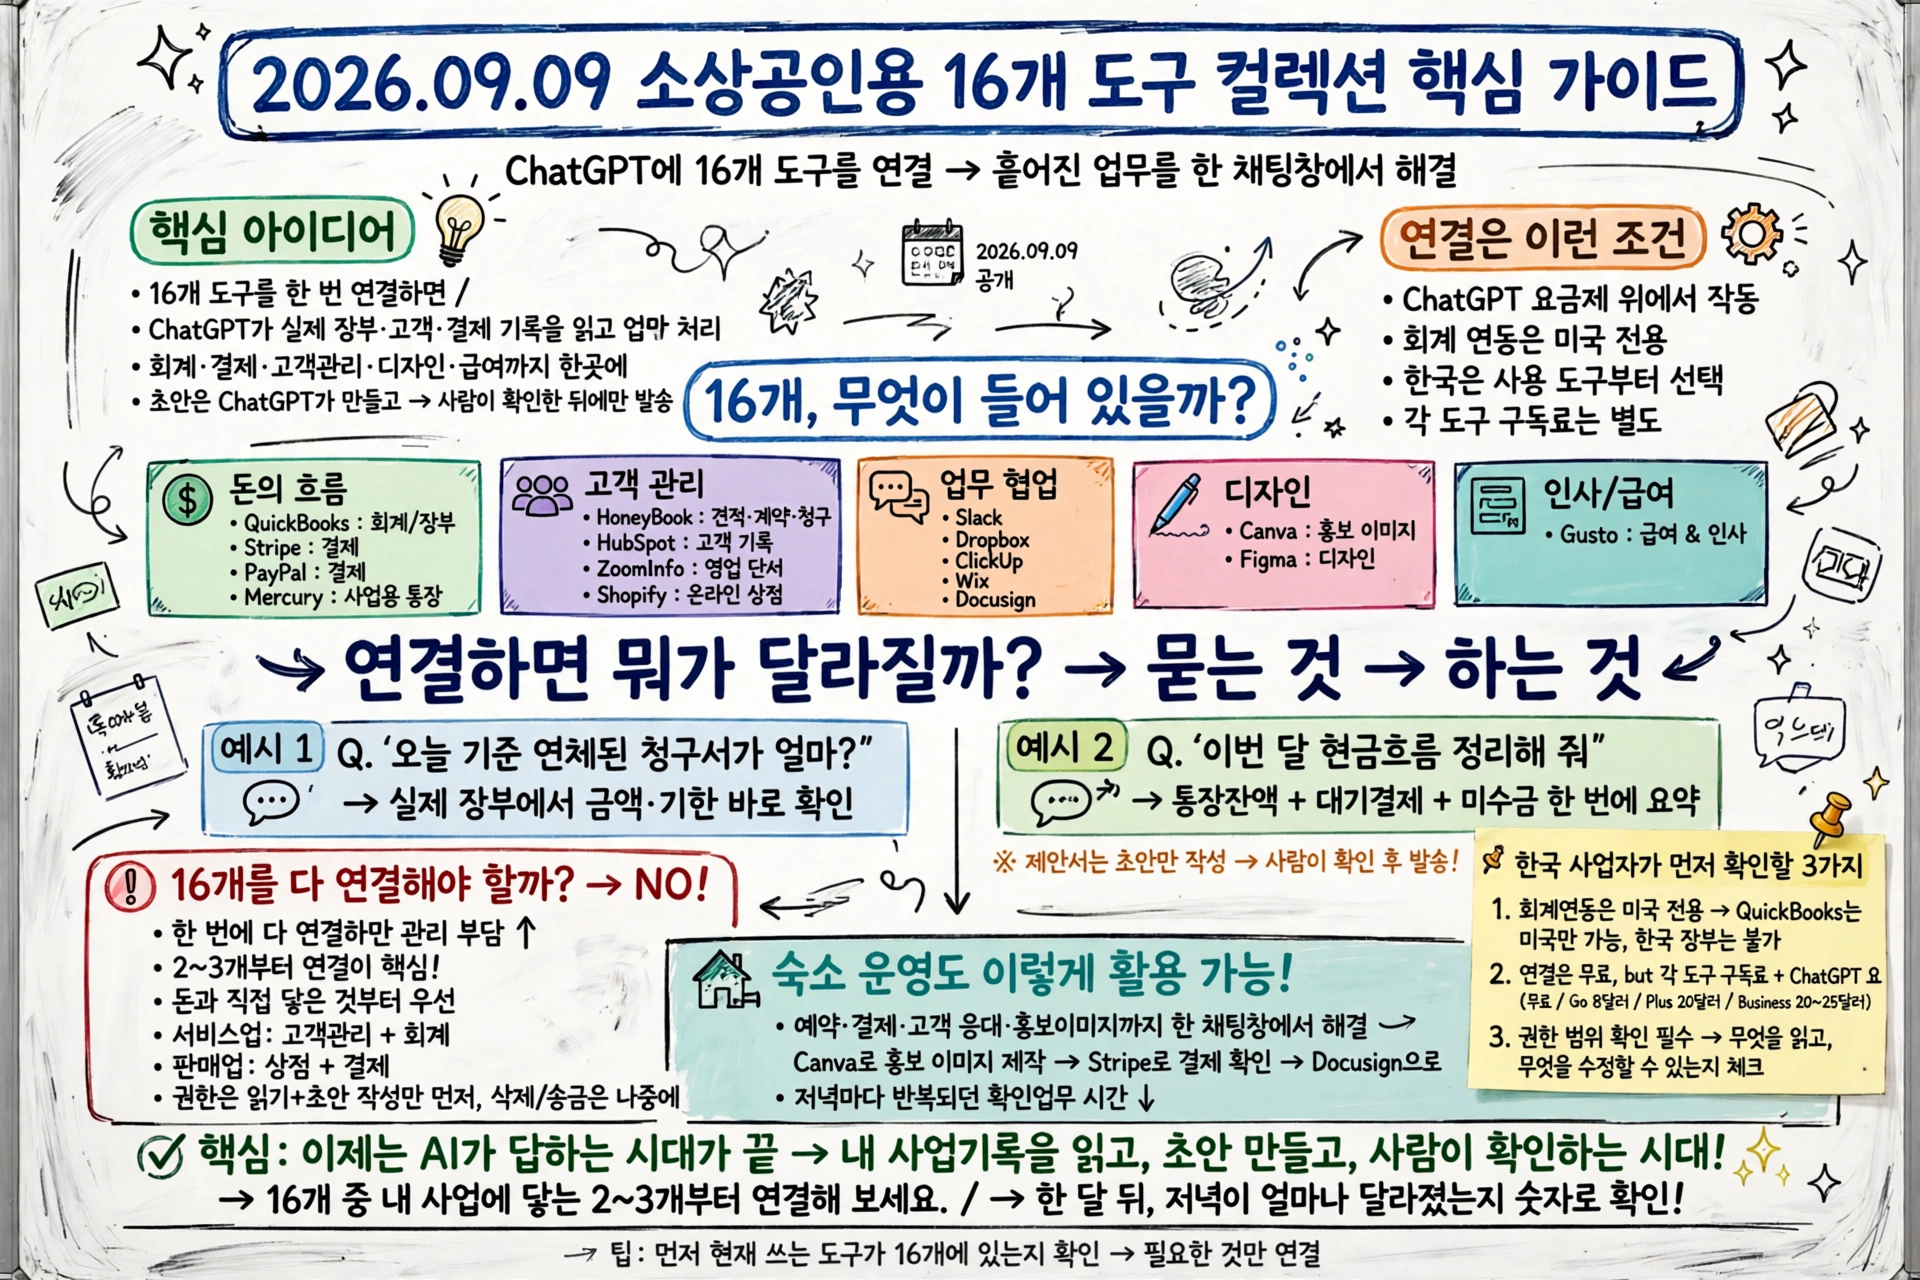 2026.09.09 소상공인용 16개 도구 컬렉션 핵심 가이드
ChatGPT에 16개 도구를 연결 → 흩어진 업무를 한 채팅창에서 해결
핵심 아이디어
• 16개 도구를 한 번 연결하면 /
• ChatGPT가 실제 장부·고객·결제 기록을 읽고 처리
• 회계·결제·고객관리·디자인·급여까지 한곳에
• 초안은 ChatGPT가 만들고 → 사람이 확인한 뒤에만 발송
2026.09.09
공개
연결은 이런 조건
• ChatGPT 요금제 위에서 작동
• 회계 연동은 미국 전용
• 한국은 사용 도구부터 선택
• 각 도구 구독료는 별도
16개, 무엇이 들어 있을까?
돈의 흐름
• QuickBooks : 회계/장부
• Stripe : 결제
• PayPal : 결제
• Mercury : 사업용 통장
고객 관리
• HoneyBook : 견적·계약·청구
• HubSpot : 고객 기록
• ZoomInfo : 영업 단서
• Shopify : 온라인 상점
업무 협업
• Slack
• Dropbox
• ClickUp
• Wix
• Docusign
디자인
• Canva : 홍보 이미지
• Figma : 디자인
인사/급여
• Gusto : 급여 & 인사
연결하면 뭐가 달라질까? → 묻는 것 → 하는 것
예시 1 Q. ‘오늘 기준 연체된 청구서가 얼마?”
→ 실제 장부에서 금액·기한 바로 확인
예시 2 Q. ‘이번 달 현금흐름 정리해 줘”
→ 통장잔액 + 대기결제 + 미수금 한 번에 요약
※ 제안서는 초안만 작성 → 사람이 확인 후 발송!
16개를 다 연결해야 할까? → NO!
• 한 번에 다 연결하만 관리 부담 ↑
• 2~3개부터 연결이 핵심!
• 돈과 직접 닿은 것부터 우선
• 서비스업: 고객관리 + 회계
• 판매업: 상점 + 결제
• 권한은 읽기+초안 작성만 먼저, 삭제/송금은 나중에
숙소 운영도 이렇게 활용 가능!
• 예약·결제·고객 응대·홍보이미지까지 한 채팅창에서 해결 →
Canva로 홍보 이미지 제작 → Stripe로 결제 확인 → Docusign으로
• 저녁마다 반복되던 확인업무 시간 ↓
한국 사업자가 먼저 확인할 3가지
1. 회계연동은 미국 전용 → QuickBooks는
미국만 가능, 한국 장부는 불가
2. 연결은 무료, but 각 도구 구독료 + ChatGPT 요
(무료 / Go 8달러 / Plus 20달러 / Business 20~25달러)
3. 권한 범위 확인 필수 → 무엇을 읽고,
무엇을 수정할 수 있는지 체크
핵심: 이제는 AI가 답하는 시대가 끝 → 내 사업기록을 읽고, 초안 만들고, 사람이 확인하는 시대!
→ 16개 중 내 사업에 닿는 2~3개부터 연결해 보세요. / → 한 달 뒤, 저녁이 얼마나 달라졌는지 숫자로 확인!
→ 팁: 먼저 현재 쓰는 도구가 16개에 있는지 확인 → 필요한 것만 연결